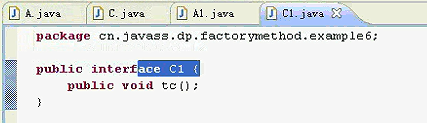 A.java
C.java
A1.java
C1.java
package cn.javass.dp.factorymethod.example6;
public interface C1 {
public void tc();
}